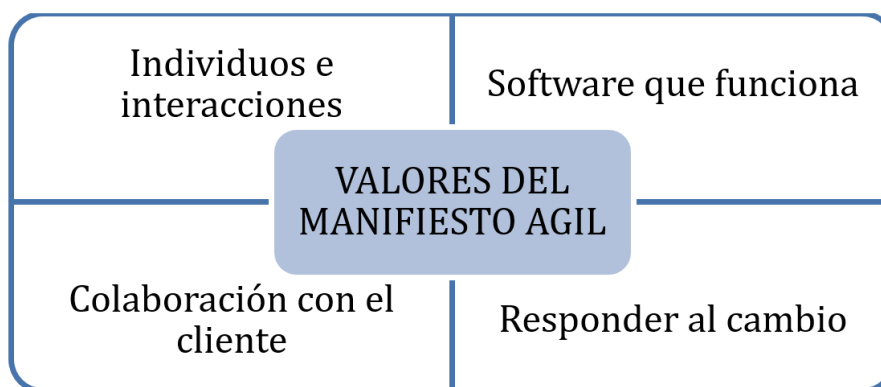 Individuos e
interacciones
Software que funciona
VALORES DEL
MANIFIESTO AGIL
Colaboración con el
cliente
Responder al cambio